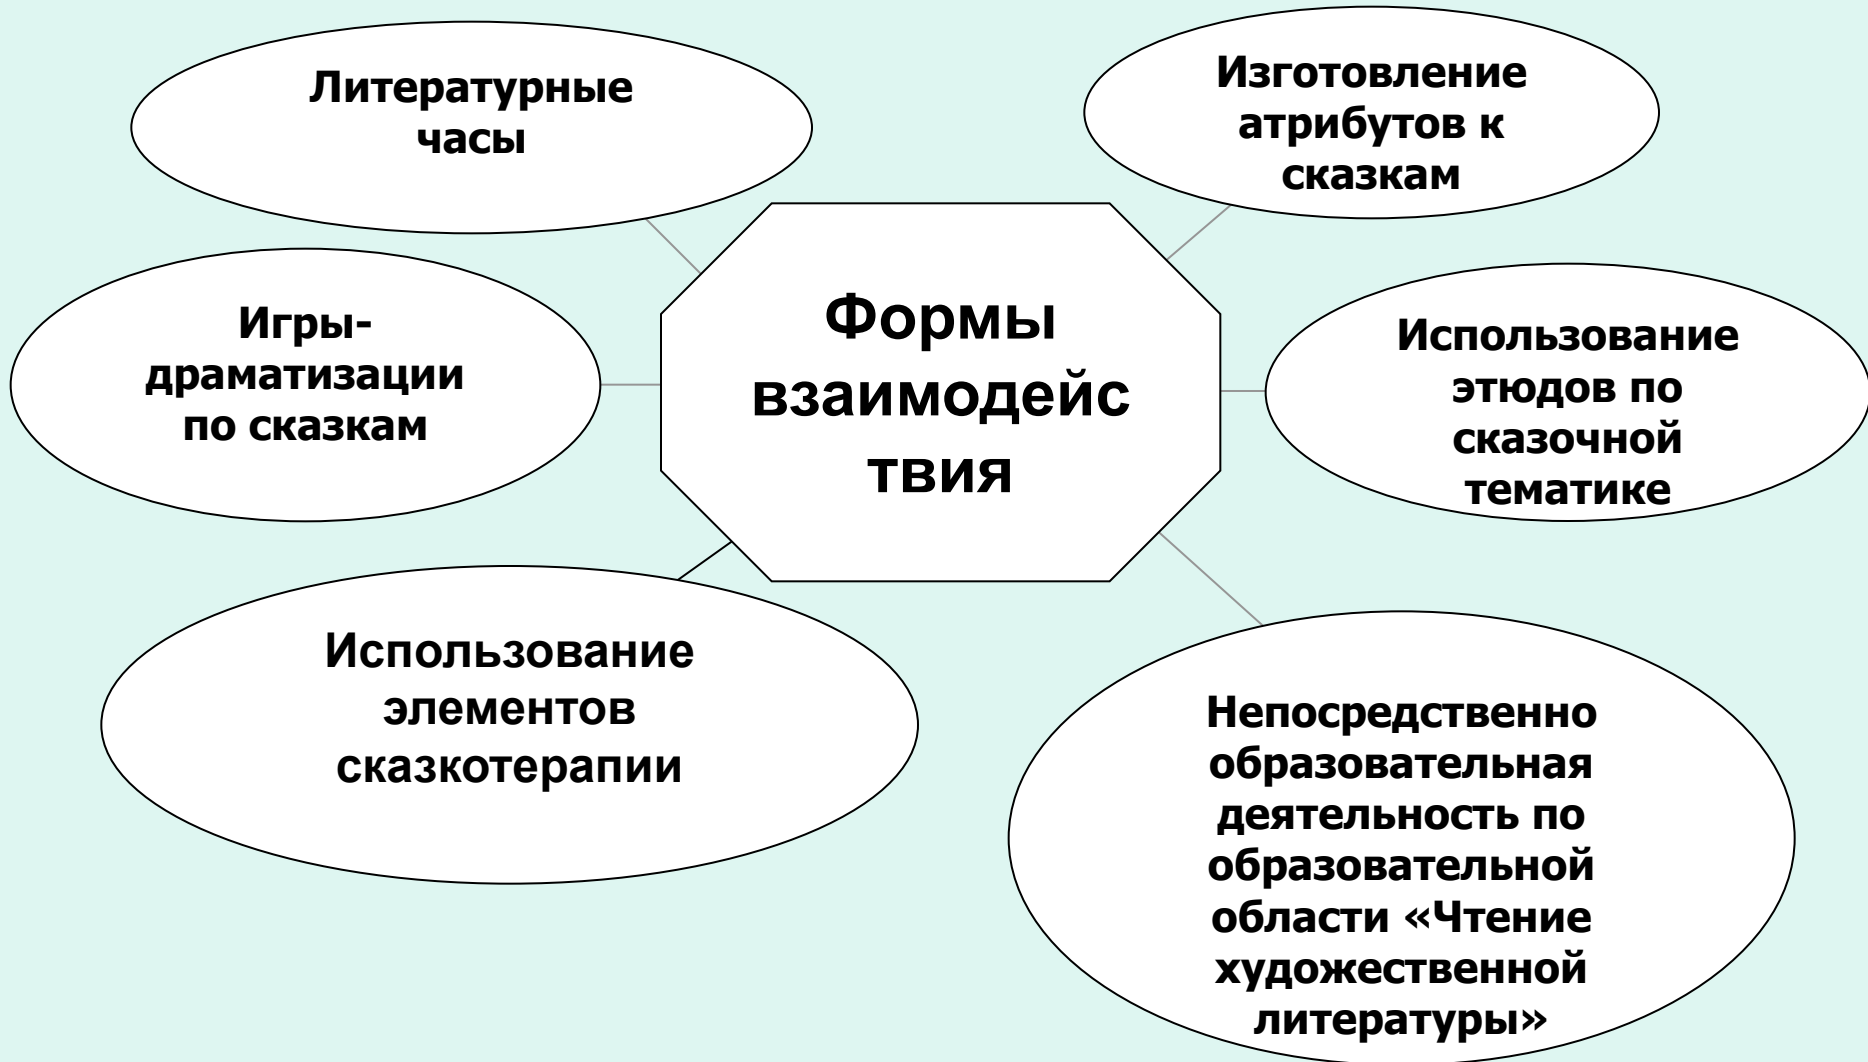 Литературные
часы
Изготовление
атрибутов к
сказкам
Игры-
драматизации
по сказкам
Формы
взаимодейс
твия
Использование
этюдов по
сказочной
тематике
Использование
элементов
сказкотерапии
Непосредственно
образовательная
деятельность по
образовательной
области «Чтение
художественной
литературы»